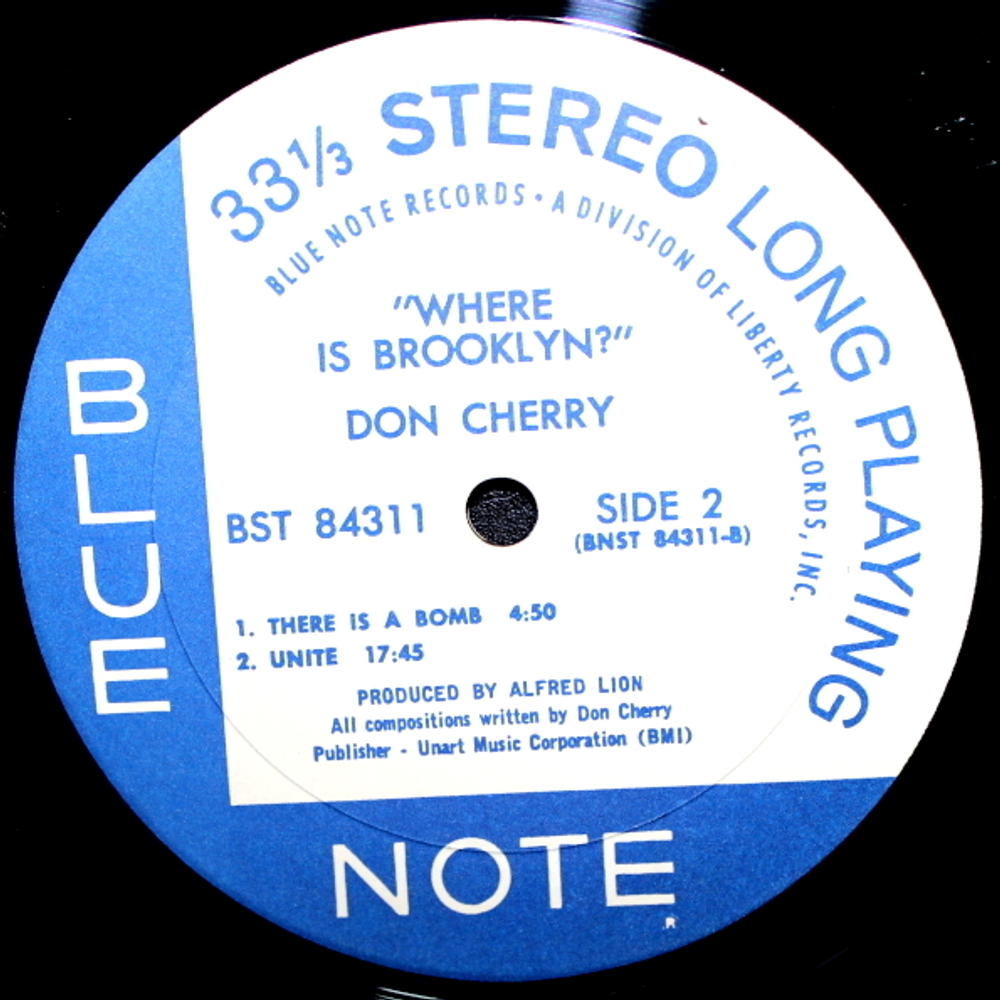 33⅓ STEREO LONG PLAYING
BLUE NOTE RECORDS • A DIVISION OF LIBERTY RECORDS, INC.
"WHERE
IS BROOKLYN?"
DON CHERRY
BST 84311
SIDE 2
(BNST 84311-B)
1. THERE IS A BOMB 4:50
2. UNITE 17:45
PRODUCED BY ALFRED LION
All compositions written by Don Cherry
Publisher - Unart Music Corporation (BMI)
BLUE
NOTE
R